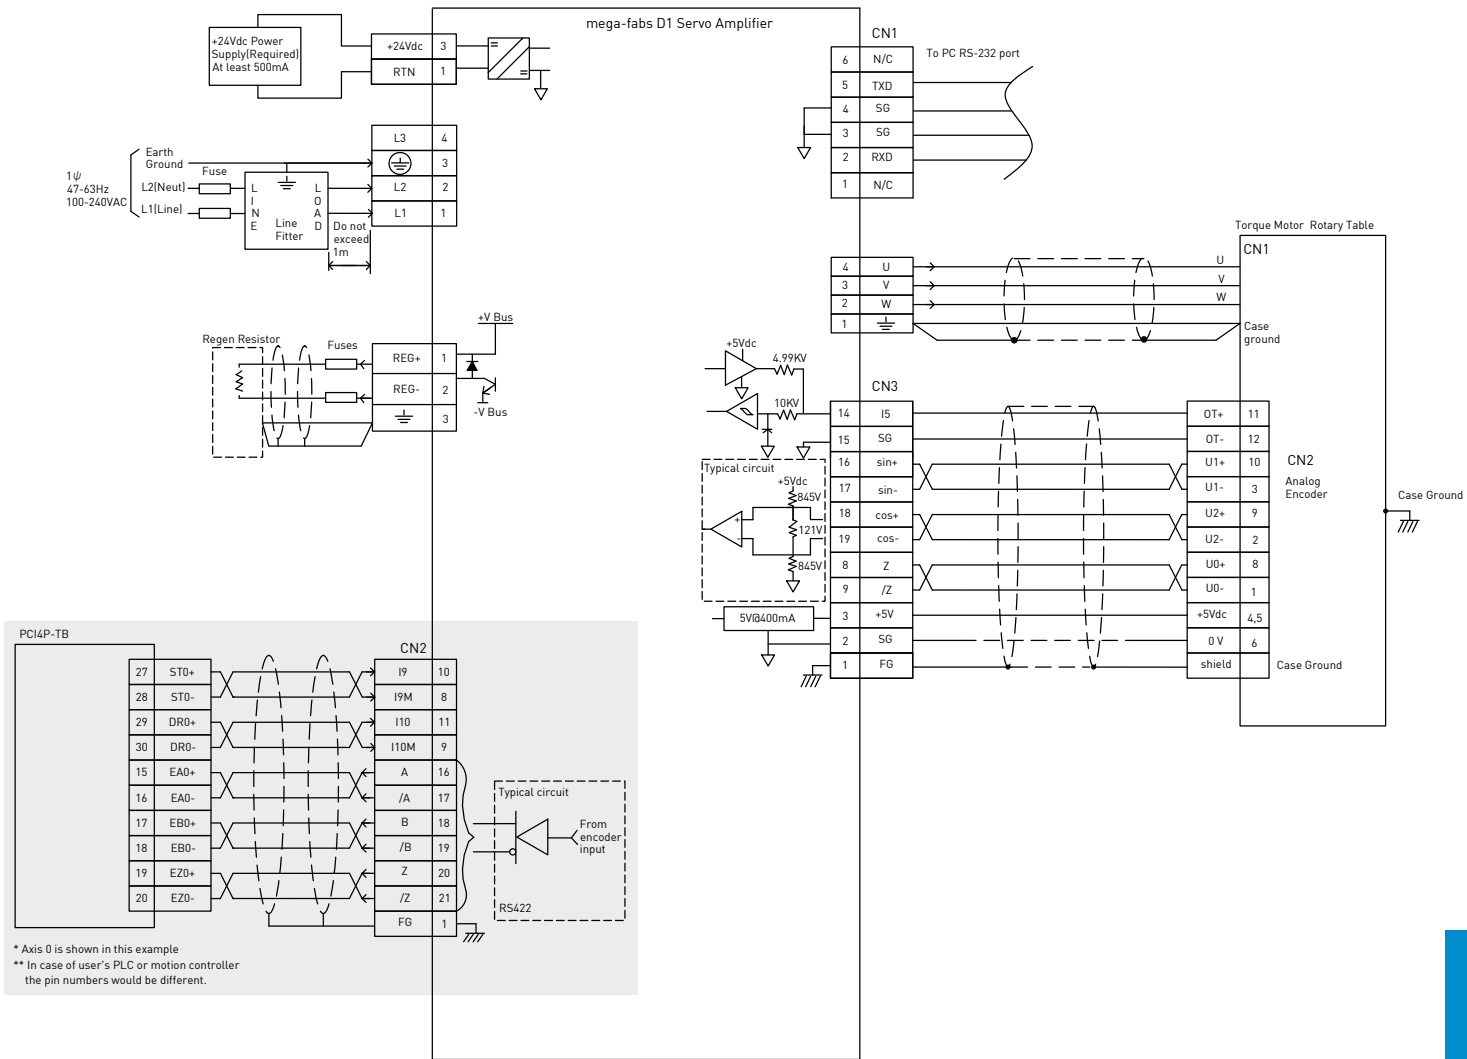 mega-fabs D1 Servo Amplifier
+24Vdc Power
Supply(Required)
At least 500mA
+24Vdc 3
RTN 1
L3 4
3
L2 2
L1 1
Earth
Ground
Fuse
1ψ
47-63Hz
100-240VAC
L2(Neut)
L1(Line)
LINE
LOAD
Line
Fitter
Do not
exceed
1m
+V Bus
Regen Resistor
Fuses
REG+ 1
REG- 2
3
-V Bus
CN1
6 N/C
5 TXD
4 SG
3 SG
2 RXD
1 N/C
To PC RS-232 port
Torque Motor Rotary Table
CN1
4 U
3 V
2 W
1
U
V
W
Case
ground
+5Vdc
4.99KV
10KV
CN3
14 I5
15 SG
16 sin+
17 sin-
18 cos+
19 cos-
8 Z
9 /Z
3 +5V
2 SG
1 FG
Typical circuit
+5Vdc
845V
121V
845V
+
-
5V@400mA
OT+ 11
OT- 12
U1+ 10
U1- 3
U2+ 9
U2- 2
U0+ 8
U0- 1
+5Vdc 4,5
0 V 6
shield
CN2
Analog
Encoder
Case Ground
Case Ground
PCI4P-TB
27 ST0+
28 ST0-
29 DR0+
30 DR0-
15 EA0+
16 EA0-
17 EB0+
18 EB0-
19 EZ0+
20 EZ0-
CN2
I9 10
I9M 8
I10 11
I10M 9
A 16
/A 17
B 18
/B 19
Z 20
/Z 21
FG 1
Typical circuit
From
encoder
input
RS422
* Axis 0 is shown in this example
** In case of user's PLC or motion controller
the pin numbers would be different.